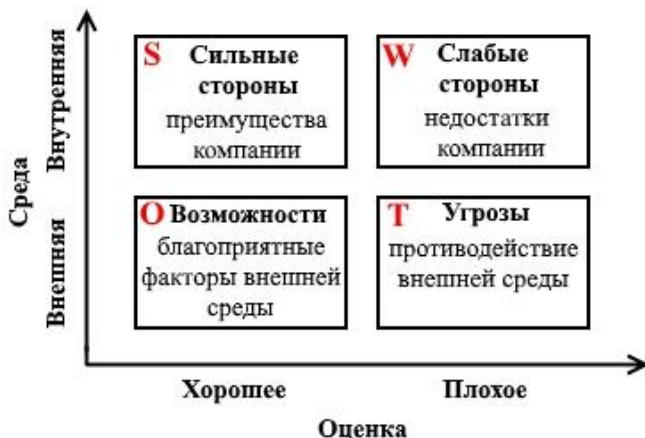 Среда
Внутренняя
Внешняя
S Сильные
стороны
преимущества
компании
W Слабые
стороны
недостатки
компании
O Возможности
благоприятные
факторы внешней
среды
T Угрозы
противодействие
внешней среды
Хорошее
Плохое
Оценка